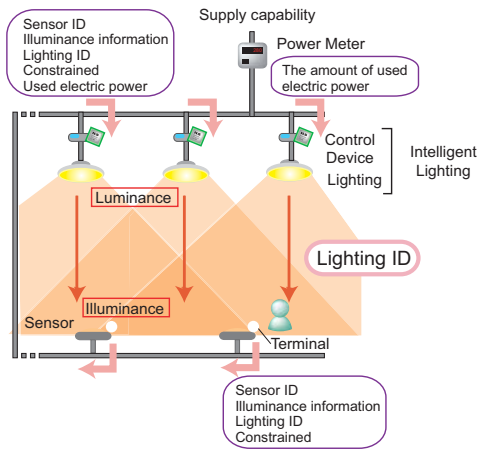 Supply capability
Sensor ID
Illuminance information
Lighting ID
Constrained
Used electric power
Power Meter
The amount of used
electric power
Control
Device
Lighting
Intelligent
Lighting
Luminance
Lighting ID
Illuminance
Sensor
Terminal
Sensor ID
Illuminance information
Lighting ID
Constrained